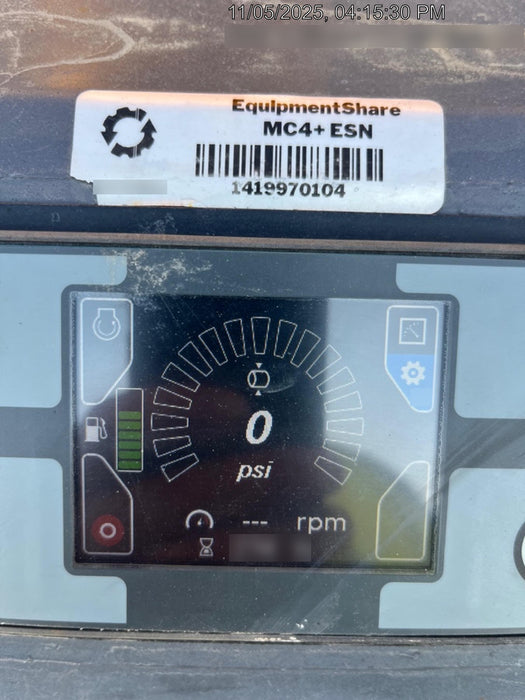 11/05/2025, 04:15:30 PM
EquipmentShare
MC4+ ESN
1419970104
0
psi
--- rpm